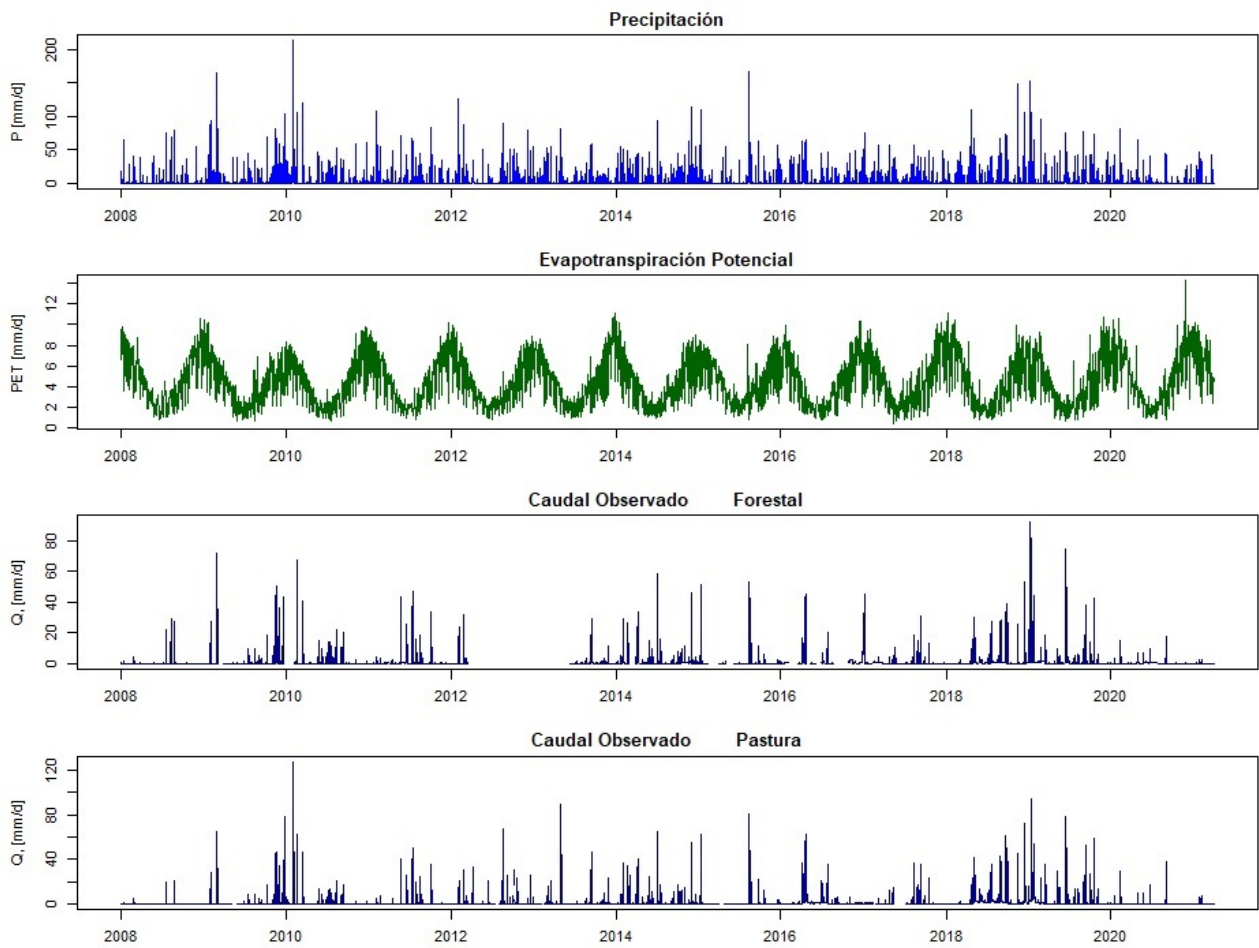 Precipitación
P [mm/d]
200
100
50
0
2008 2010 2012 2014 2016 2018 2020
Evapotranspiración Potencial
PET [mm/d]
12
8
6
4
2
0
2008 2010 2012 2014 2016 2018 2020
Caudal Observado Forestal
Q, [mm/d]
80
60
40
20
0
2008 2010 2012 2014 2016 2018 2020
Caudal Observado Pastura
Q, [mm/d]
120
80
40
0
2008 2010 2012 2014 2016 2018 2020